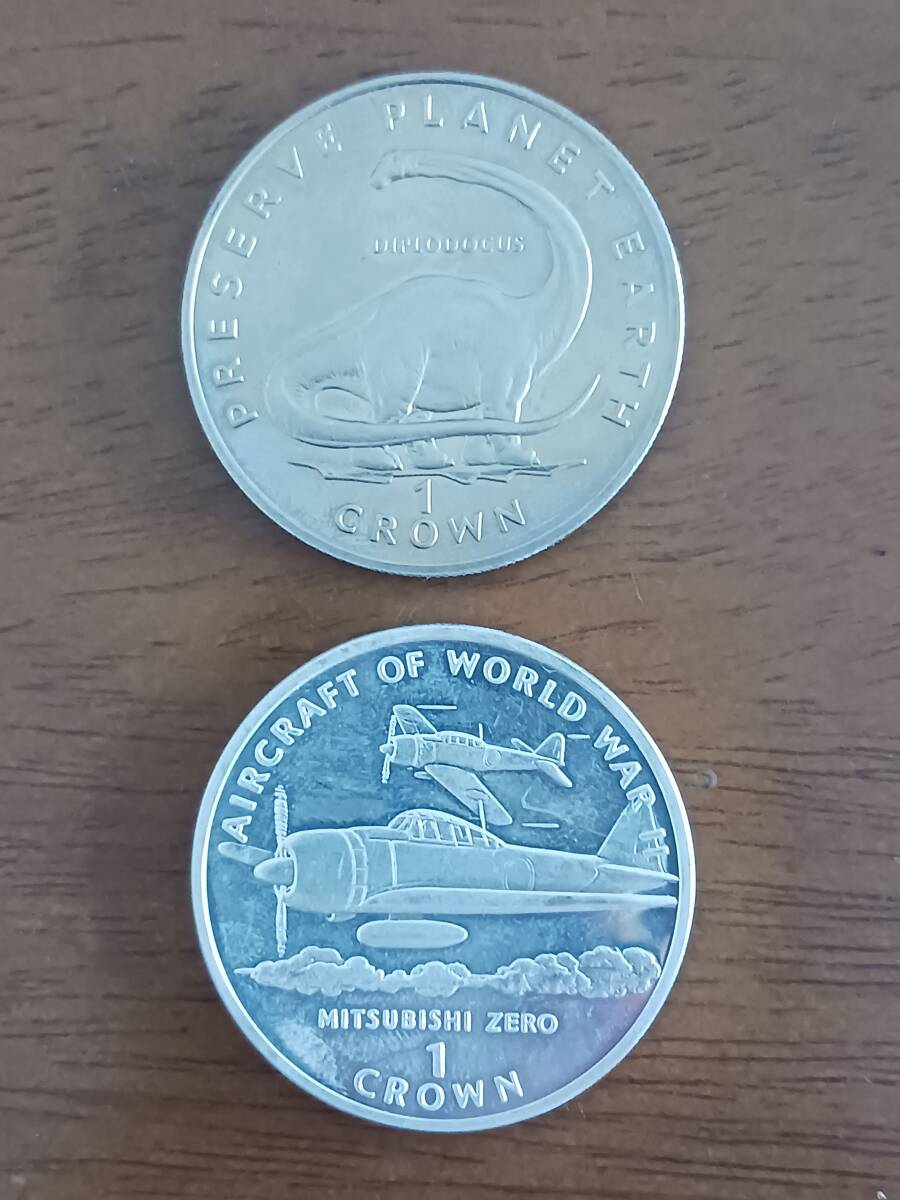 PRESERVE PLANET EARTH
DIPLODOCUS
1
CROWN
AIRCRAFT OF WORLD WAR II
MITSUBISHI ZERO
1
CROWN